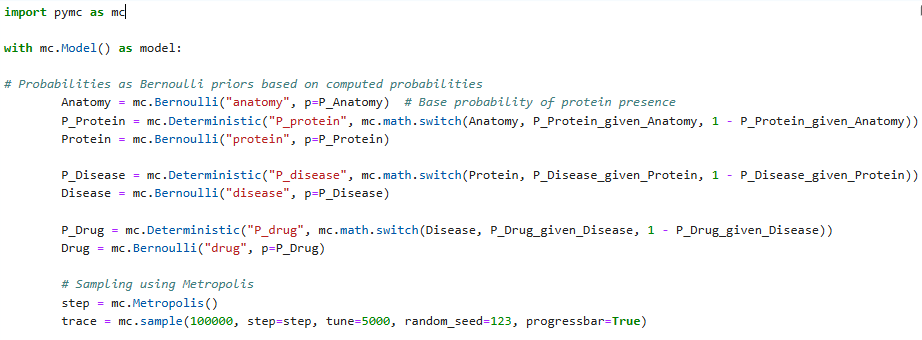 import pymc as mc
with mc.Model() as model:
# Probabilities as Bernoulli priors based on computed probabilities
Anatomy = mc.Bernoulli("anatomy", p=P_Anatomy)  # Base probability of protein presence
P_Protein = mc.Deterministic("P_protein", mc.math.switch(Anatomy, P_Protein_given_Anatomy, 1 - P_Protein_given_Anatomy))
Protein = mc.Bernoulli("protein", p=P_Protein)
P_Disease = mc.Deterministic("P_disease", mc.math.switch(Protein, P_Disease_given_Protein, 1 - P_Disease_given_Protein))
Disease = mc.Bernoulli("disease", p=P_Disease)
P_Drug = mc.Deterministic("P_drug", mc.math.switch(Disease, P_Drug_given_Disease, 1 - P_Drug_given_Disease))
Drug = mc.Bernoulli("drug", p=P_Drug)
# Sampling using Metropolis
step = mc.Metropolis()
trace = mc.sample(100000, step=step, tune=5000, random_seed=123, progressbar=True)